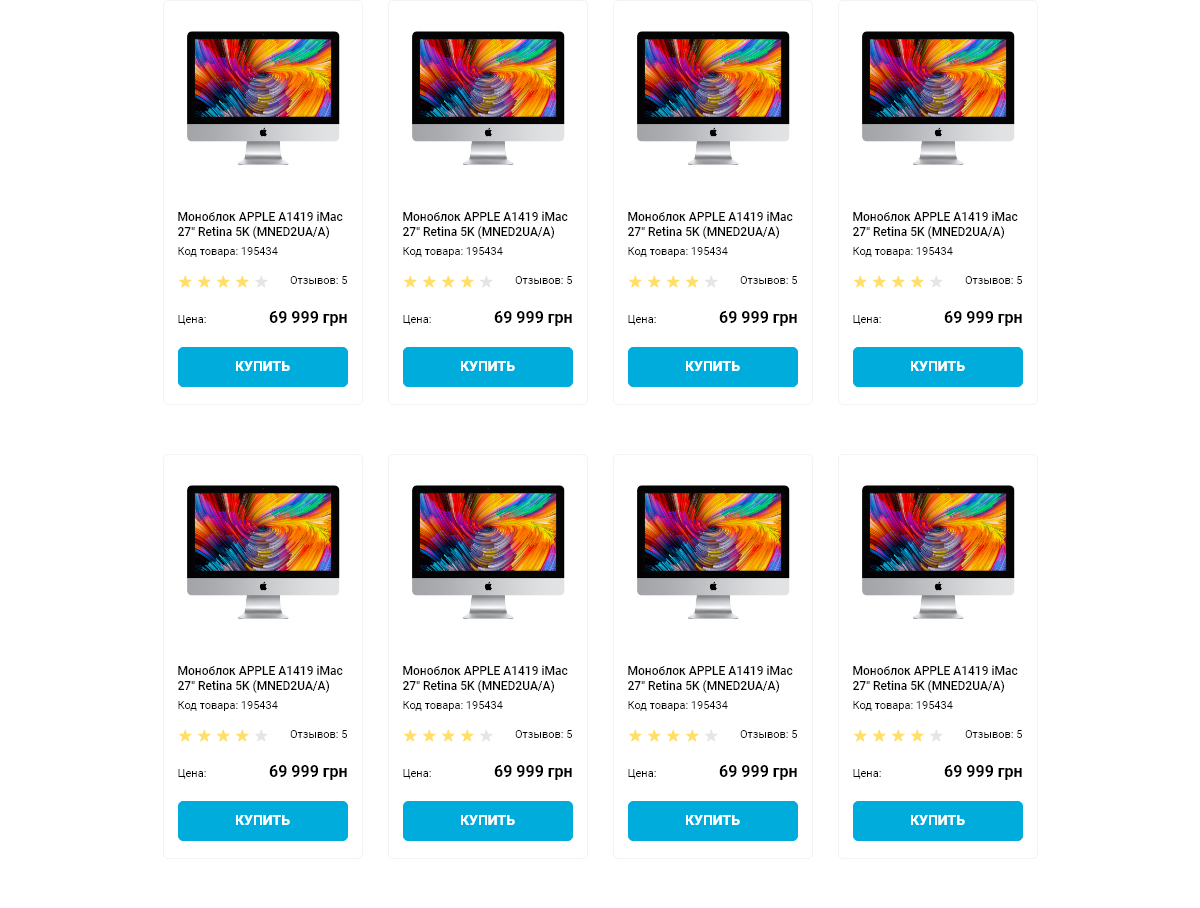 Моноблок APPLE A1419 iMac
27" Retina 5K (MNED2UA/A)
Код товара: 195434
Отзывов: 5
Цена: 69 999 грн
КУПИТЬ
Моноблок APPLE A1419 iMac
27" Retina 5K (MNED2UA/A)
Код товара: 195434
Отзывов: 5
Цена: 69 999 грн
КУПИТЬ
Моноблок APPLE A1419 iMac
27" Retina 5K (MNED2UA/A)
Код товара: 195434
Отзывов: 5
Цена: 69 999 грн
КУПИТЬ
Моноблок APPLE A1419 iMac
27" Retina 5K (MNED2UA/A)
Код товара: 195434
Отзывов: 5
Цена: 69 999 грн
КУПИТЬ
Моноблок APPLE A1419 iMac
27" Retina 5K (MNED2UA/A)
Код товара: 195434
Отзывов: 5
Цена: 69 999 грн
КУПИТЬ
Моноблок APPLE A1419 iMac
27" Retina 5K (MNED2UA/A)
Код товара: 195434
Отзывов: 5
Цена: 69 999 грн
КУПИТЬ
Моноблок APPLE A1419 iMac
27" Retina 5K (MNED2UA/A)
Код товара: 195434
Отзывов: 5
Цена: 69 999 грн
КУПИТЬ
Моноблок APPLE A1419 iMac
27" Retina 5K (MNED2UA/A)
Код товара: 195434
Отзывов: 5
Цена: 69 999 грн
КУПИТЬ